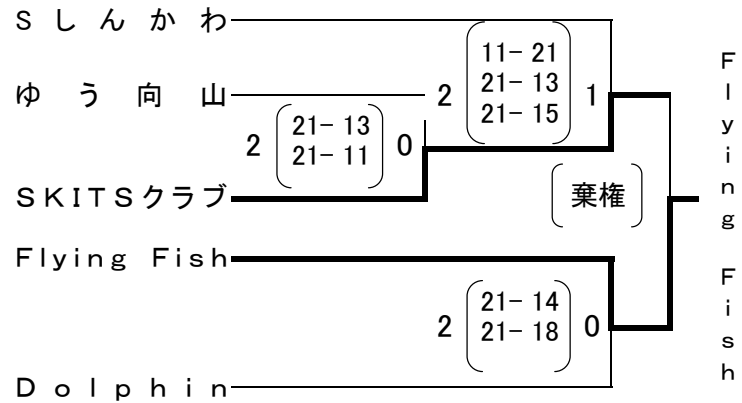 Sしんかわ
2 11-21 1
21-13
21-15
ゆう向山
2 21-13 0
21-11
SKITSクラブ
棄権
Flying Fish
2 21-14 0
21-18
Dolphin
Flying Fish